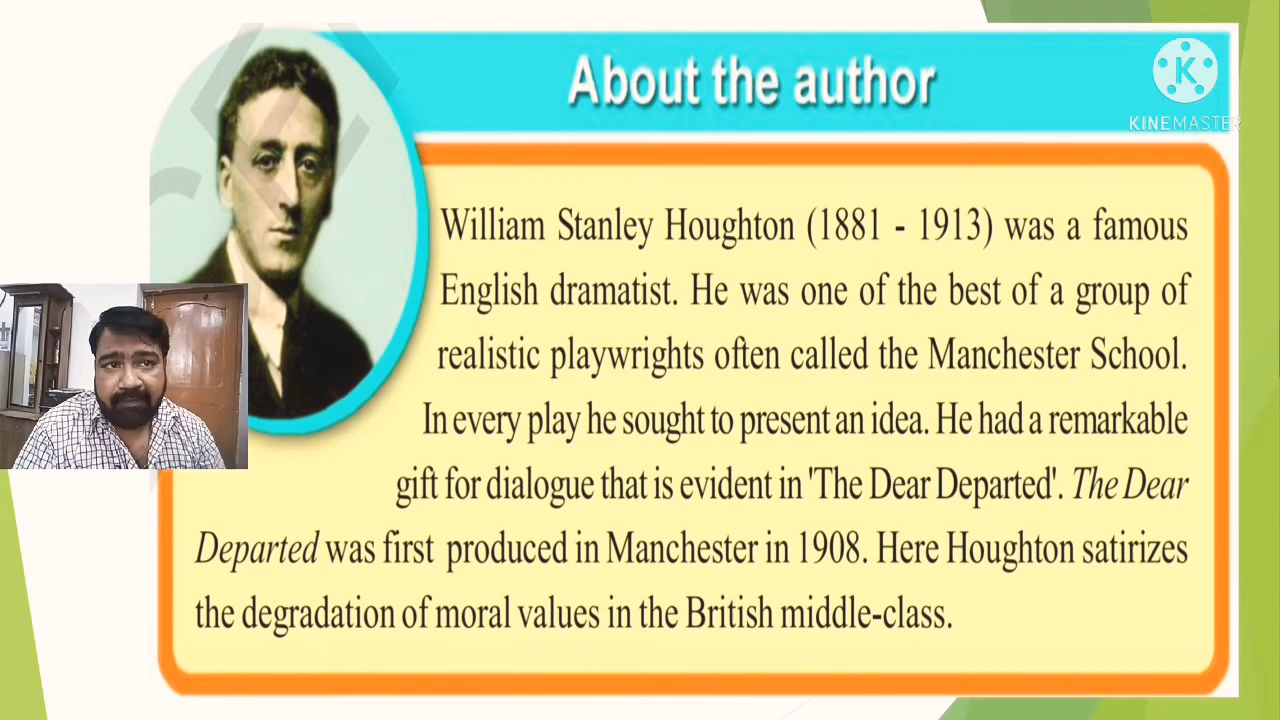 About the author
K
KINEMASTER
William Stanley Houghton (1881 - 1913) was a famous
English dramatist. He was one of the best of a group of
realistic playwrights often called the Manchester School.
In every play he sought to present an idea. He had a remarkable
gift for dialogue that is evident in 'The Dear Departed'. The Dear
Departed was first produced in Manchester in 1908. Here Houghton satirizes
the degradation of moral values in the British middle-class.